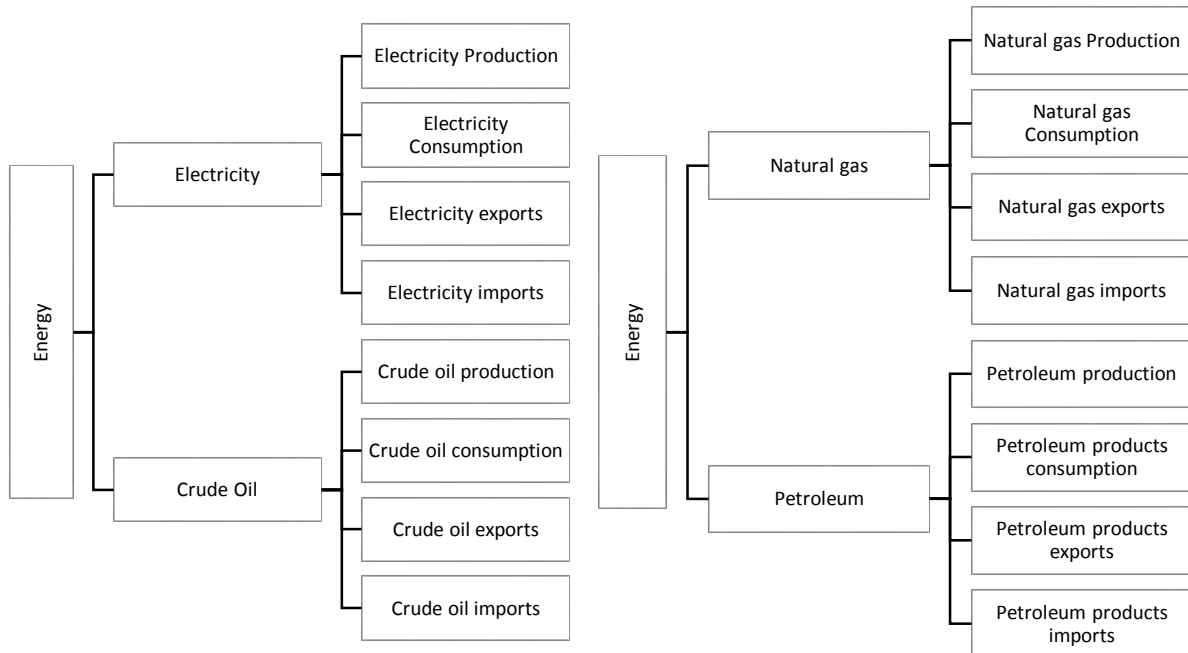 Energy
Electricity
Electricity Production
Electricity
Consumption
Electricity exports
Electricity imports
Crude Oil
Crude oil production
Crude oil consumption
Crude oil exports
Crude oil imports
Energy
Natural gas
Natural gas Production
Natural gas
Consumption
Natural gas exports
Natural gas imports
Petroleum
Petroleum production
Petroleum products
consumption
Petroleum products
exports
Petroleum products
imports